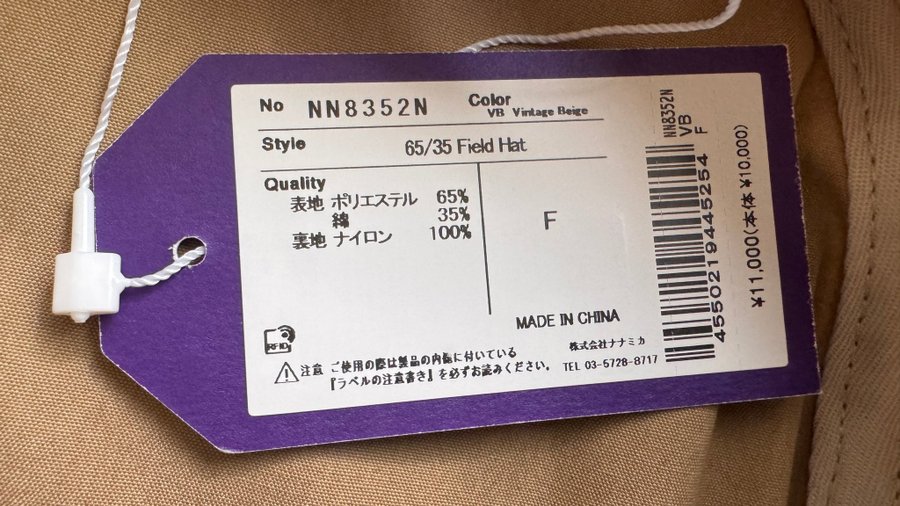 No NN8352N Color VB Vintage Beige
Style 65/35 Field Hat
Quality
表地 ポリエステル 65%
綿 35%
裏地 ナイロン 100%
F
MADE IN CHINA
RFID
注意 ご使用の際は製品の内側に付いている
『ラベルの注意書き』を必ずお読みください。
株式会社ナナミカ
TEL 03-5728-8717
NN8352N
VB
F
4550219445254
¥11,000(本体 ¥10,000)